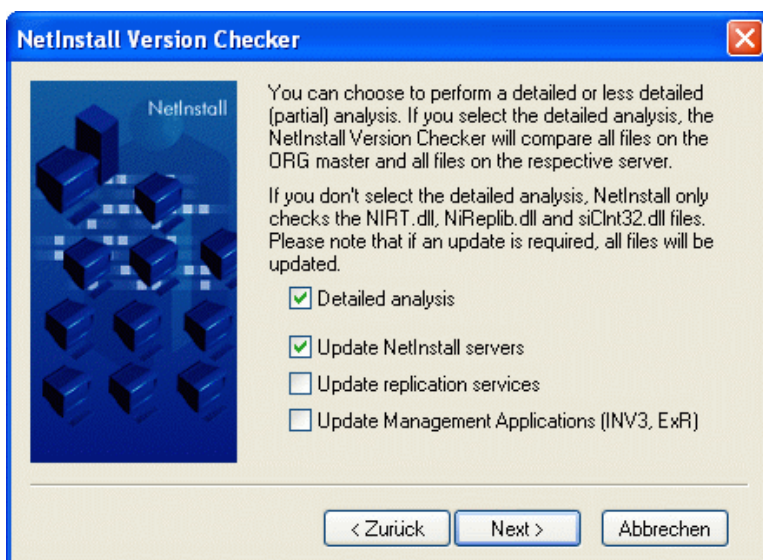 NetInstall Version Checker
NetInstall
You can choose to perform a detailed or less detailed
(partial) analysis. If you select the detailed analysis, the
NetInstall Version Checker will compare all files on the
ORG master and all files on the respective server.
If you don't select the detailed analysis, NetInstall only
checks the NIRT.dll, NiReplib.dll and siClnt32.dll files.
Please note that if an update is required, all files will be
updated.
Detailed analysis
Update NetInstall servers
Update replication services
Update Management Applications (INV3, ExR)
< Zurück
Next >
Abbrechen